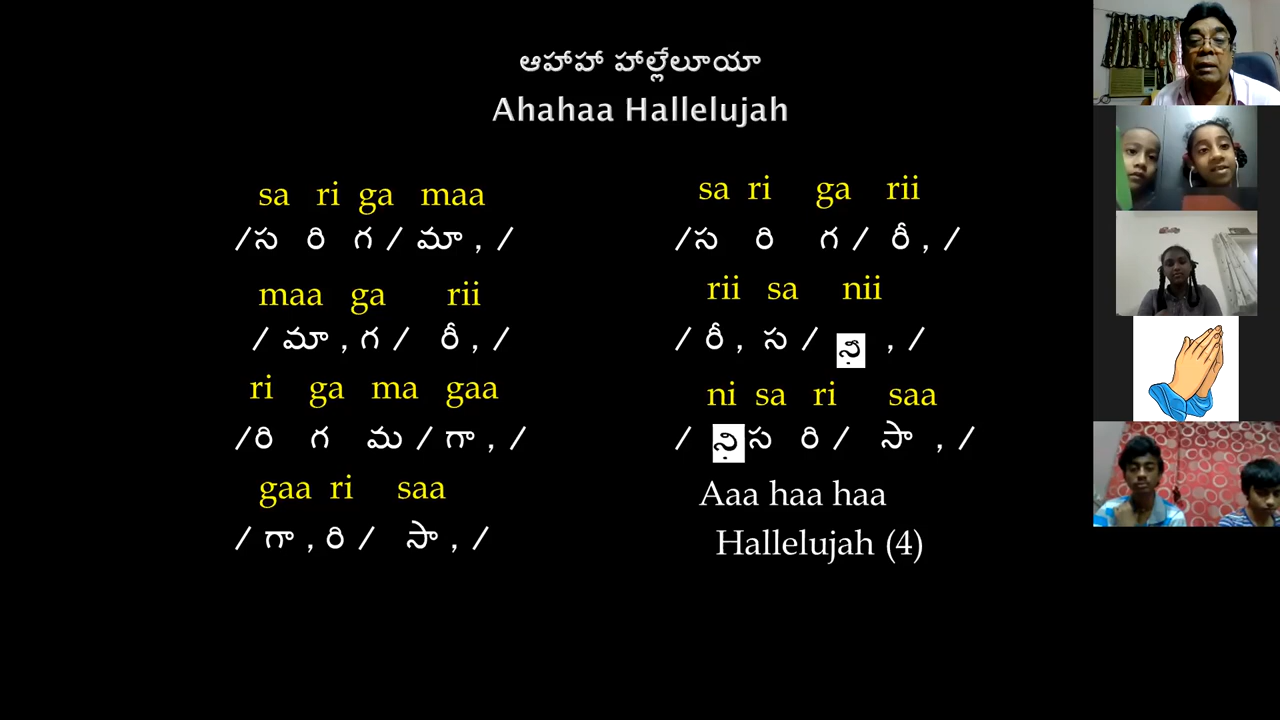 ఆహాహా హాల్లేలూయా
Ahahaa Hallelujah
sa ri ga maa
/స రి గ / మా , /
maa ga rii
/ మా , గ / రీ , /
ri ga ma gaa
/రి గ మ / గా , /
gaa ri saa
/ గా , రి / సా , /
sa ri ga rii
/స రి గ / రీ , /
rii sa nii
/ రీ , స / నీ̣ , /
ni sa ri saa
/ ని̣ స రి / సా , /
Aaa haa haa
Hallelujah (4)